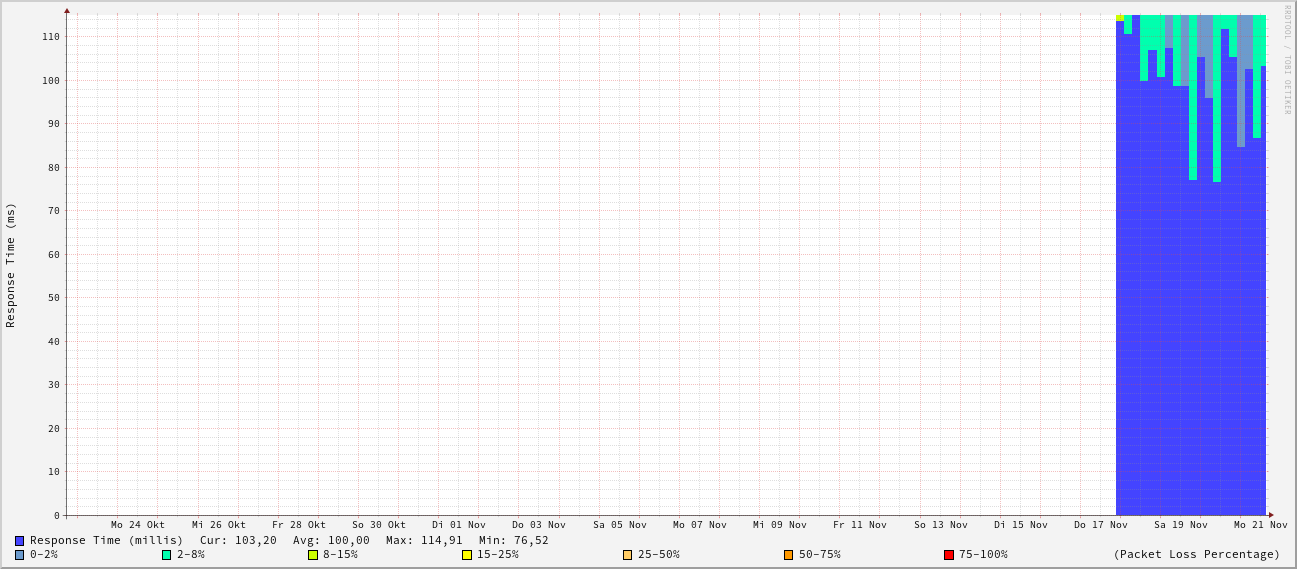 RRDTOOL / TOBI OETIKER
Response Time (ms)
110
100
90
80
70
60
50
40
30
20
10
0
Mo 24 Okt Mi 26 Okt Fr 28 Okt So 30 Okt Di 01 Nov Do 03 Nov Sa 05 Nov Mo 07 Nov Mi 09 Nov Fr 11 Nov So 13 Nov Di 15 Nov Do 17 Nov Sa 19 Nov Mo 21 Nov
Response Time (millis) Cur: 103,20 Avg: 100,00 Max: 114,91 Min: 76,52
0-2% 2-8% 8-15% 15-25% 25-50% 50-75% 75-100% (Packet Loss Percentage)